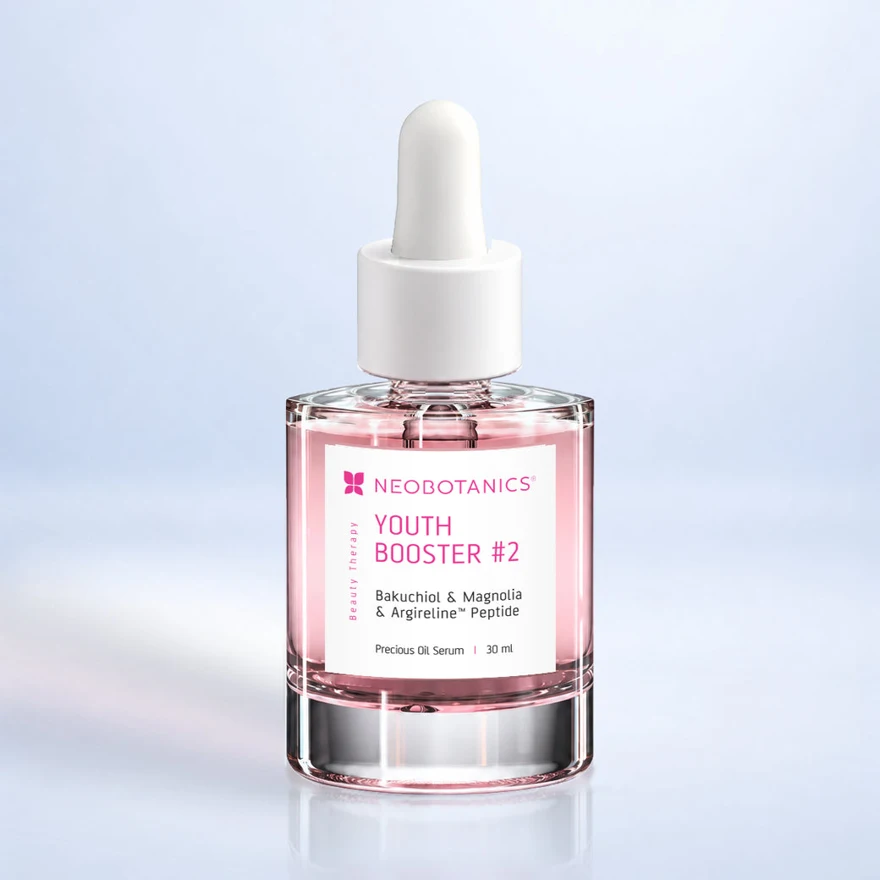 NEOBOTANICS®
YOUTH
BOOSTER #2
Beauty Therapy
Bakuchiol & Magnolia
& Argireline™ Peptide
Precious Oil Serum | 30 ml